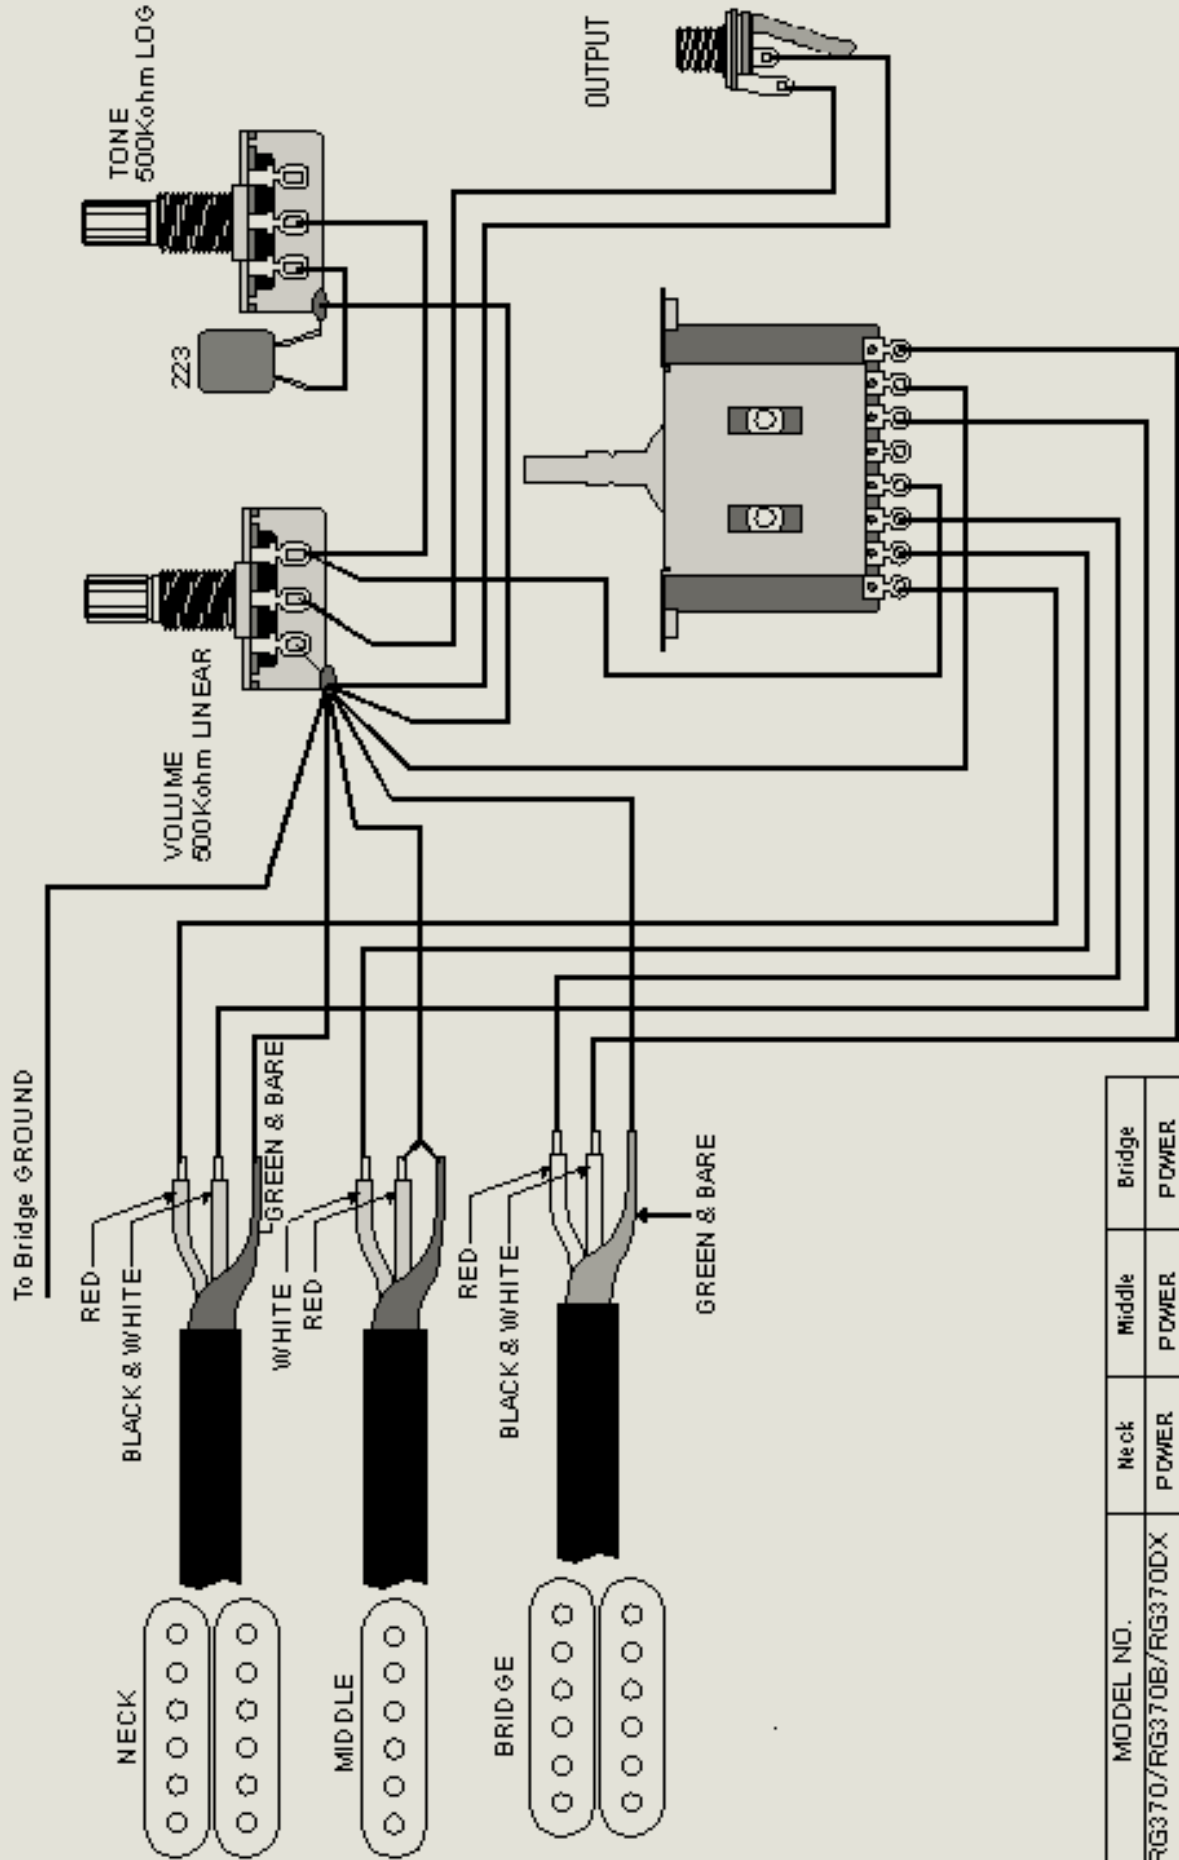 To Bridge GROUND
TONE
500Kohm LOG
223
VOLUME
500Kohm LINEAR
OUTPUT
NECK
RED
BLACK & WHITE
GREEN & BARE
MIDDLE
WHITE
RED
BRIDGE
RED
BLACK & WHITE
GREEN & BARE
MODEL NO. Neck Middle Bridge
RG370/RG370B/RG370DX POWER POWER POWER